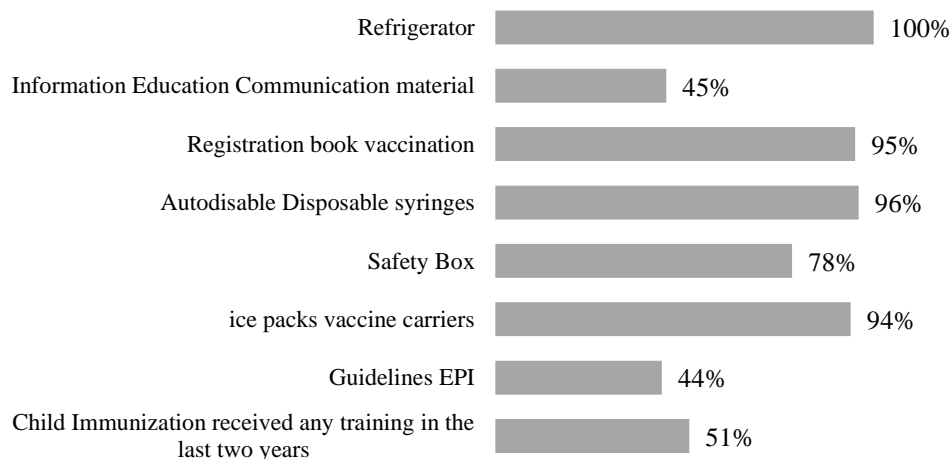 Refrigerator 100%
Information Education Communication material 45%
Registration book vaccination 95%
Autodisable Disposable syringes 96%
Safety Box 78%
ice packs vaccine carriers 94%
Guidelines EPI 44%
Child Immunization received any training in the
last two years 51%